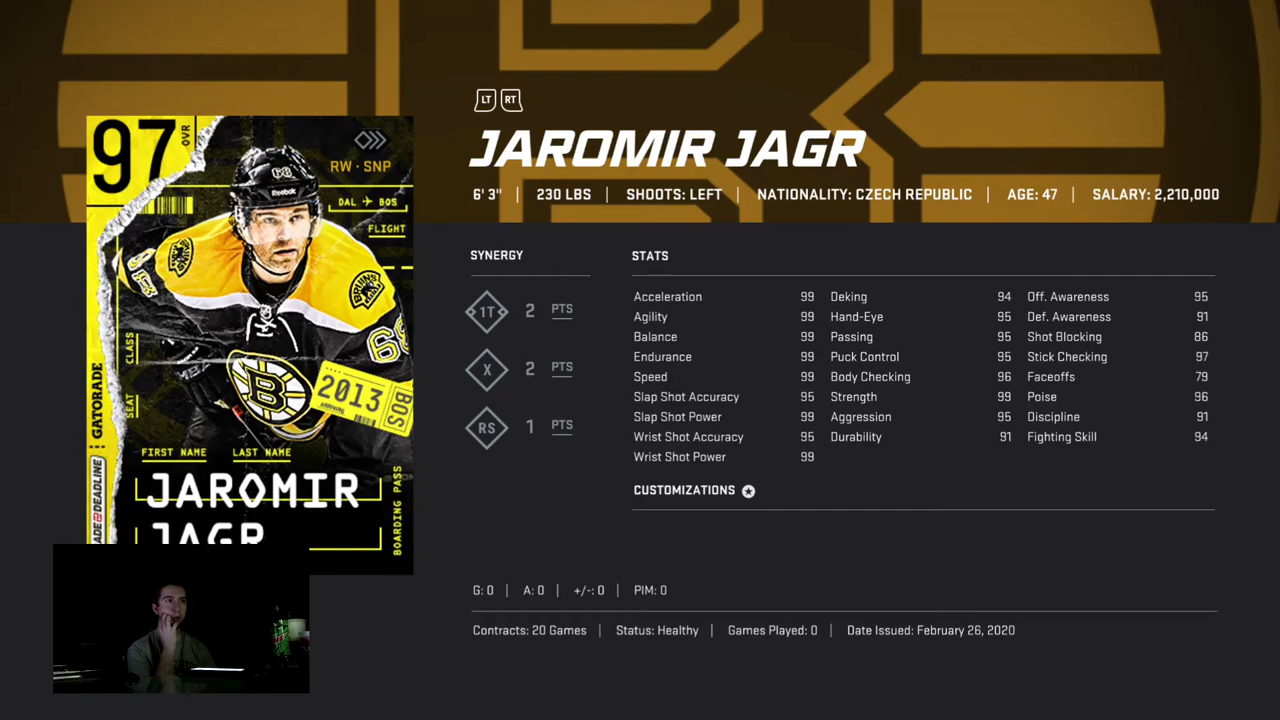 97 OVR
RW · SNP
68
Reebok
DAL ✈ BOS
FLIGHT
BRUINS
68
B
2013
ARRIVING
BOS
CLASS
SEAT
GATORADE
ADE DEADLINE
FIRST NAME LAST NAME
JAROMIR
JAGR
BOARDING PASS
LT RT
JAROMIR JAGR
6' 3" | 230 LBS | SHOOTS: LEFT | NATIONALITY: CZECH REPUBLIC | AGE: 47 | SALARY: 2,210,000
SYNERGY
1T 2 PTS
X 2 PTS
RS 1 PTS
STATS
Acceleration 99 Deking 94 Off. Awareness 95
Agility 99 Hand-Eye 95 Def. Awareness 91
Balance 99 Passing 95 Shot Blocking 86
Endurance 99 Puck Control 95 Stick Checking 97
Speed 99 Body Checking 96 Faceoffs 79
Slap Shot Accuracy 95 Strength 99 Poise 96
Slap Shot Power 99 Aggression 95 Discipline 91
Wrist Shot Accuracy 95 Durability 91 Fighting Skill 94
Wrist Shot Power 99
CUSTOMIZATIONS
G: 0 | A: 0 | +/-: 0 | PIM: 0
Contracts: 20 Games | Status: Healthy | Games Played: 0 | Date Issued: February 26, 2020